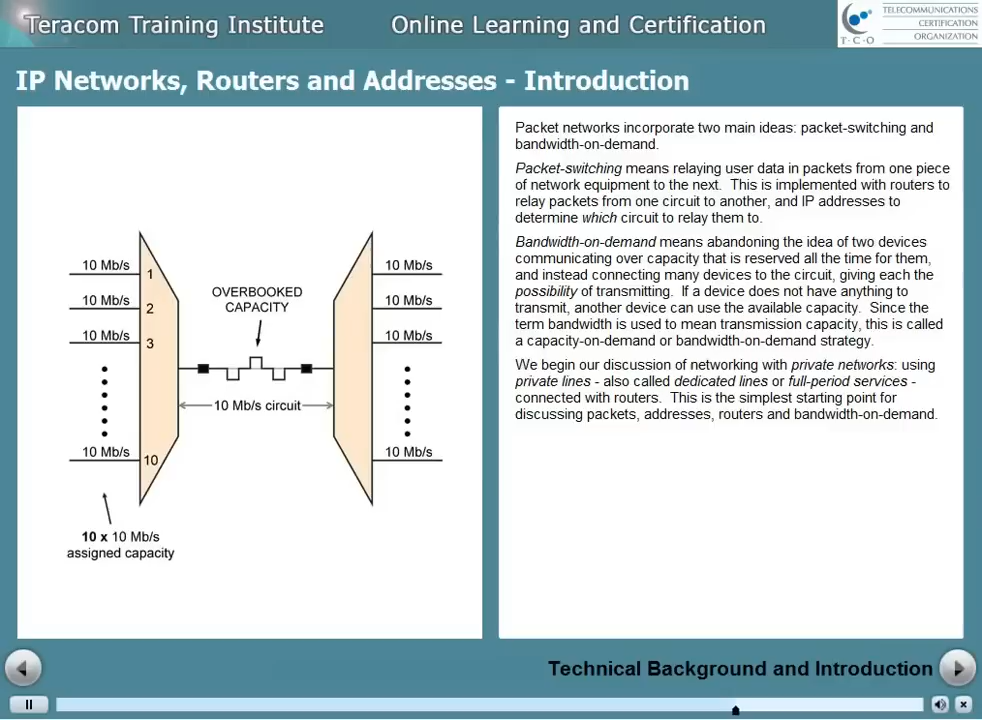 Teracom Training Institute
Online Learning and Certification
TELECOMMUNICATIONS
CERTIFICATION
ORGANIZATION
T·C·O
IP Networks, Routers and Addresses - Introduction
10 Mb/s
1
10 Mb/s
2
10 Mb/s
3
10 Mb/s
10
OVERBOOKED
CAPACITY
10 Mb/s circuit
10 Mb/s
10 Mb/s
10 Mb/s
10 Mb/s
10 x 10 Mb/s
assigned capacity
Packet networks incorporate two main ideas: packet-switching and
bandwidth-on-demand.
Packet-switching means relaying user data in packets from one piece
of network equipment to the next. This is implemented with routers to
relay packets from one circuit to another, and IP addresses to
determine which circuit to relay them to.
Bandwidth-on-demand means abandoning the idea of two devices
communicating over capacity that is reserved all the time for them,
and instead connecting many devices to the circuit, giving each the
possibility of transmitting. If a device does not have anything to
transmit, another device can use the available capacity. Since the
term bandwidth is used to mean transmission capacity, this is called
a capacity-on-demand or bandwidth-on-demand strategy.
We begin our discussion of networking with private networks: using
private lines - also called dedicated lines or full-period services -
connected with routers. This is the simplest starting point for
discussing packets, addresses, routers and bandwidth-on-demand.
Technical Background and Introduction